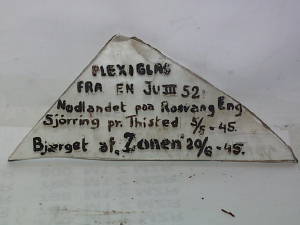 PLEXIGLAS
FRA EN JU III 52.
Nødlandet paa Rosvang Eng
Sjörring pr. Thisted 5/5-45.
Bjærget af "Zonen" 20/6-45.